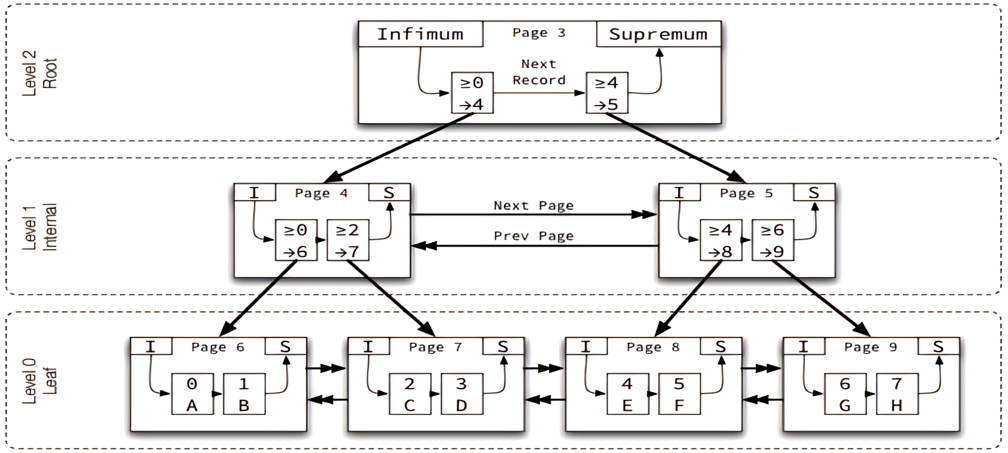 Level 2
Root
Infimum
Page 3
Supremum
Next
Record
≥0
→4
≥4
→5
Level 1
Internal
I
Page 4
S
≥0
→6
≥2
→7
Next Page
Prev Page
I
Page 5
S
≥4
→8
≥6
→9
Level 0
Leaf
I
Page 6
S
0
A
1
B
I
Page 7
S
2
C
3
D
I
Page 8
S
4
E
5
F
I
Page 9
S
6
G
7
H